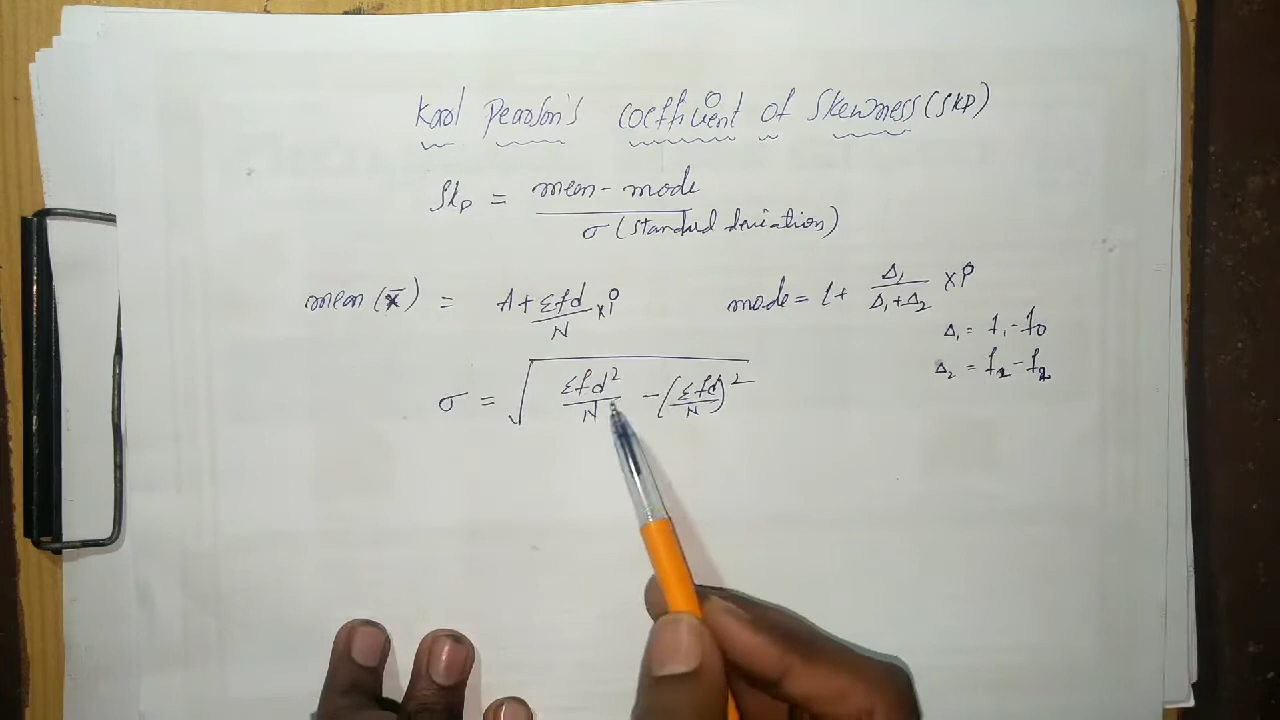 Karl Pearson's coefficient of Skewness (SKP)
SkP = mean - mode / σ (standard deviation)
mean (x̄) = A + Σfd / N × i
mode = l + Δ₁ / Δ₁ + Δ₂ × i
Δ₁ = f₁ - f₀
Δ₂ = f₁ - f₂
σ = √ Σfd² / N - (Σfd / N)²